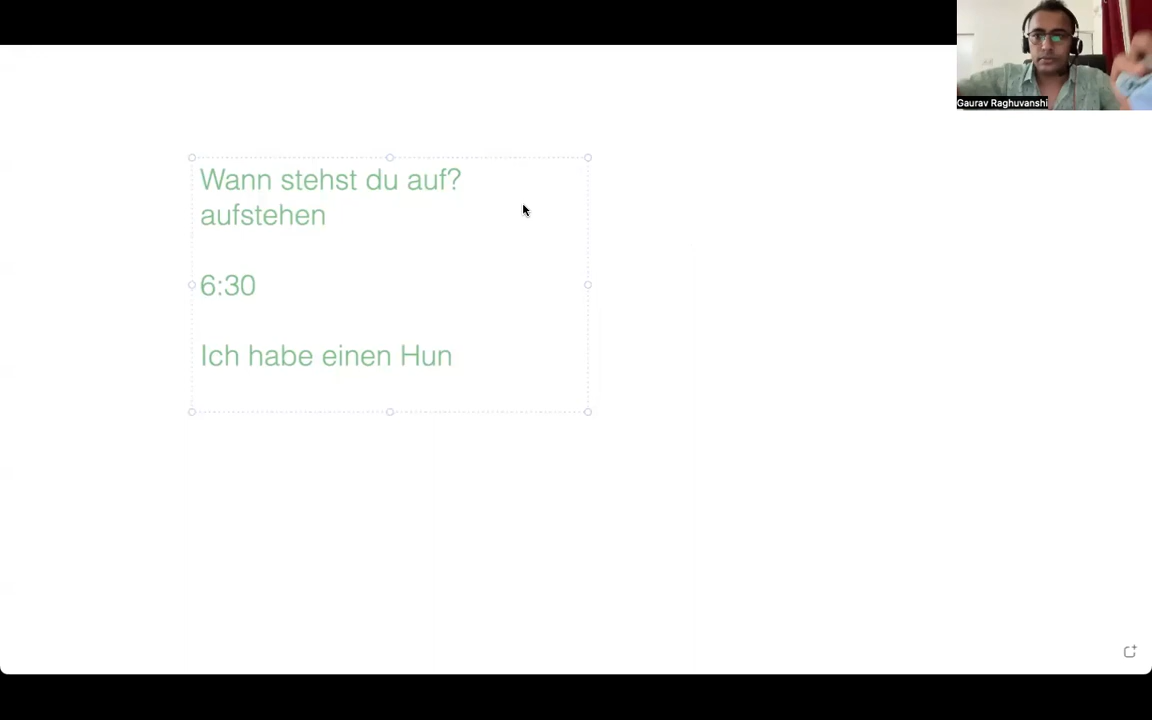 Gaurav Raghuvanshi
Wann stehst du auf?
aufstehen
6:30
Ich habe einen Hun